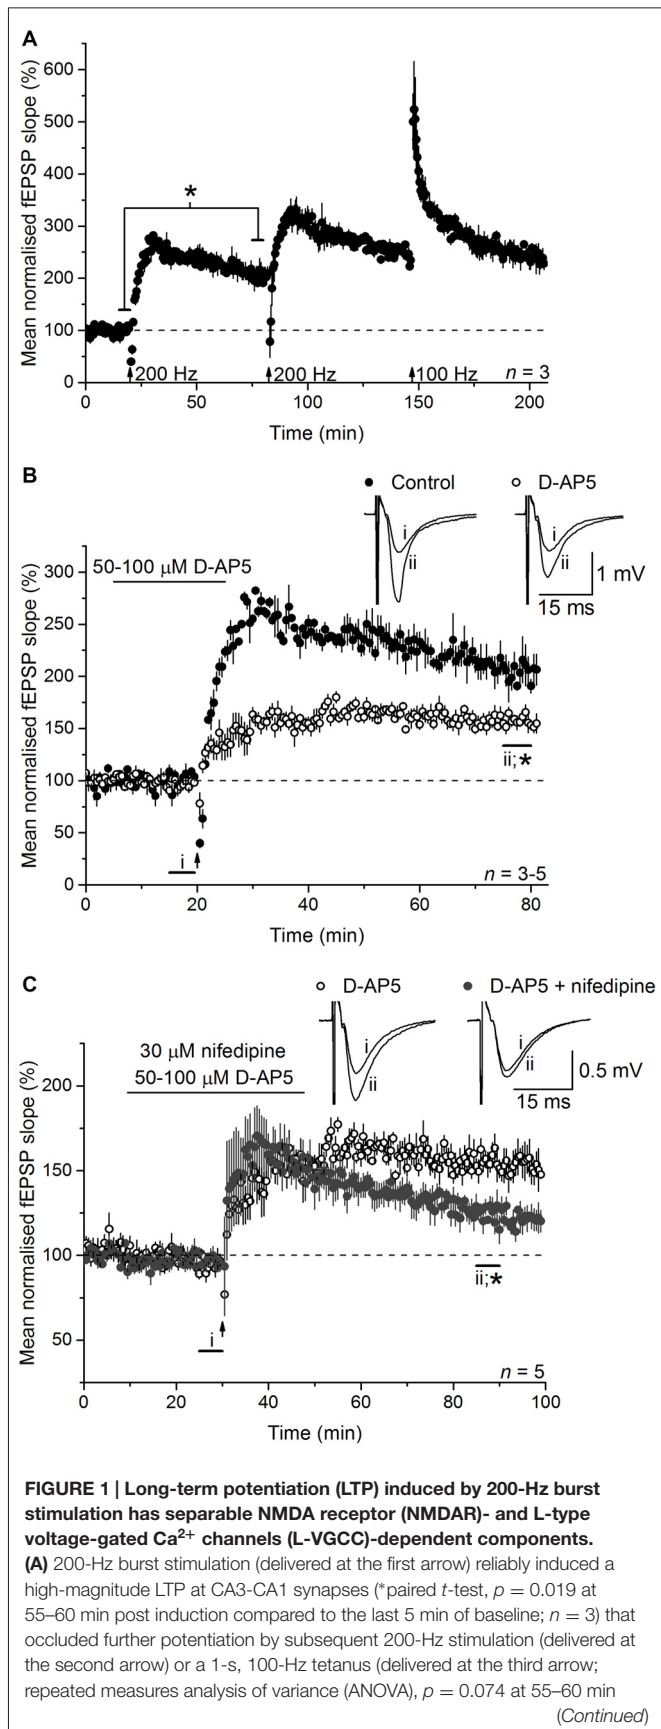 A
Mean normalised fEPSP slope (%)
600
500
400
300
200
100
0
*
200 Hz
200 Hz
100 Hz
n = 3
0 50 100 150 200
Time (min)
B
Control
D-AP5
i
ii
i
ii
1 mV
15 ms
50-100 μM D-AP5
Mean normalised fEPSP slope (%)
300
250
200
150
100
50
0
ii;*
i
n = 3-5
0 20 40 60 80
Time (min)
C
D-AP5
D-AP5 + nifedipine
i
ii
i
ii
0.5 mV
15 ms
30 μM nifedipine
50-100 μM D-AP5
Mean normalised fEPSP slope (%)
200
150
100
50
ii;*
i
n = 5
0 20 40 60 80 100
Time (min)
FIGURE 1 | Long-term potentiation (LTP) induced by 200-Hz burst
stimulation has separable NMDA receptor (NMDAR)- and L-type
voltage-gated Ca²⁺ channels (L-VGCC)-dependent components.
(A) 200-Hz burst stimulation (delivered at the first arrow) reliably induced a
high-magnitude LTP at CA3-CA1 synapses (*paired t-test, p = 0.019 at
55–60 min post induction compared to the last 5 min of baseline; n = 3) that
occluded further potentiation by subsequent 200-Hz stimulation (delivered at
the second arrow) or a 1-s, 100-Hz tetanus (delivered at the third arrow;
repeated measures analysis of variance (ANOVA), p = 0.074 at 55–60 min
(Continued)